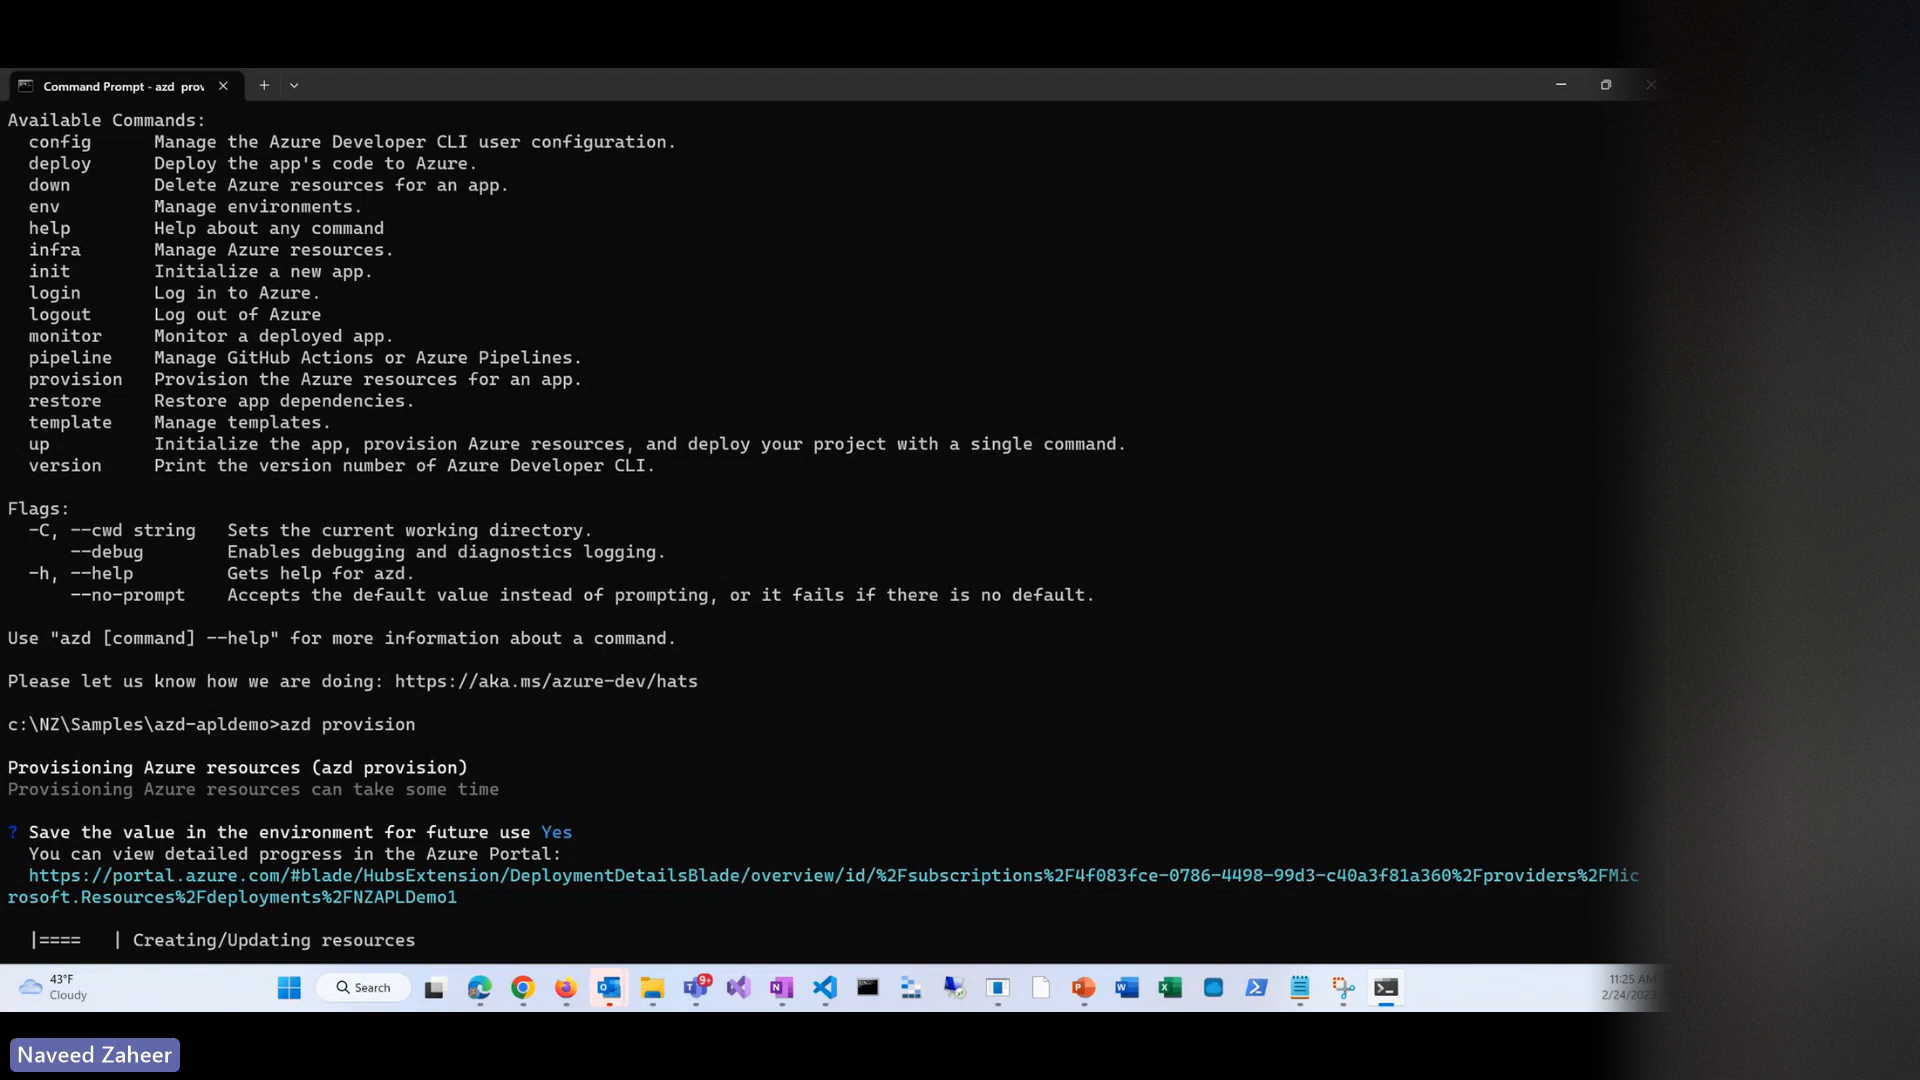 Command Prompt - azd prov
Available Commands:
config Manage the Azure Developer CLI user configuration.
deploy Deploy the app's code to Azure.
down Delete Azure resources for an app.
env Manage environments.
help Help about any command
infra Manage Azure resources.
init Initialize a new app.
login Log in to Azure.
logout Log out of Azure
monitor Monitor a deployed app.
pipeline Manage GitHub Actions or Azure Pipelines.
provision Provision the Azure resources for an app.
restore Restore app dependencies.
template Manage templates.
up Initialize the app, provision Azure resources, and deploy your project with a single command.
version Print the version number of Azure Developer CLI.
Flags:
-C, --cwd string Sets the current working directory.
--debug Enables debugging and diagnostics logging.
-h, --help Gets help for azd.
--no-prompt Accepts the default value instead of prompting, or it fails if there is no default.
Use "azd [command] --help" for more information about a command.
Please let us know how we are doing: https://aka.ms/azure-dev/hats
c:\NZ\Samples\azd-apldemo>azd provision
Provisioning Azure resources (azd provision)
Provisioning Azure resources can take some time
? Save the value in the environment for future use Yes
You can view detailed progress in the Azure Portal:
https://portal.azure.com/#blade/HubsExtension/DeploymentDetailsBlade/overview/id/%2Fsubscriptions%2F4f083fce-0786-4498-99d3-c40a3f81a360%2Fproviders%2FMic
rosoft.Resources%2Fdeployments%2FNZAPLDemo1
|==== | Creating/Updating resources
43°F
Cloudy
Search
9+
11:25 AM
Naveed Zaheer